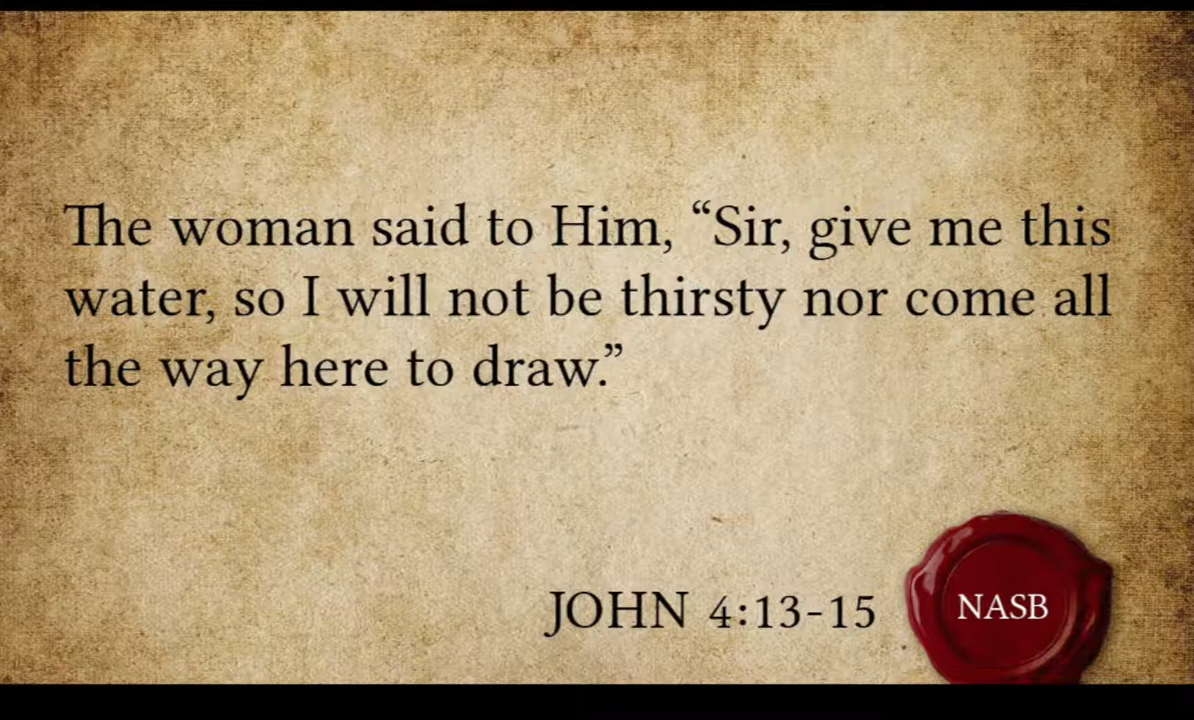 The woman said to Him, “Sir, give me this
water, so I will not be thirsty nor come all
the way here to draw.”
JOHN 4:13-15
NASB